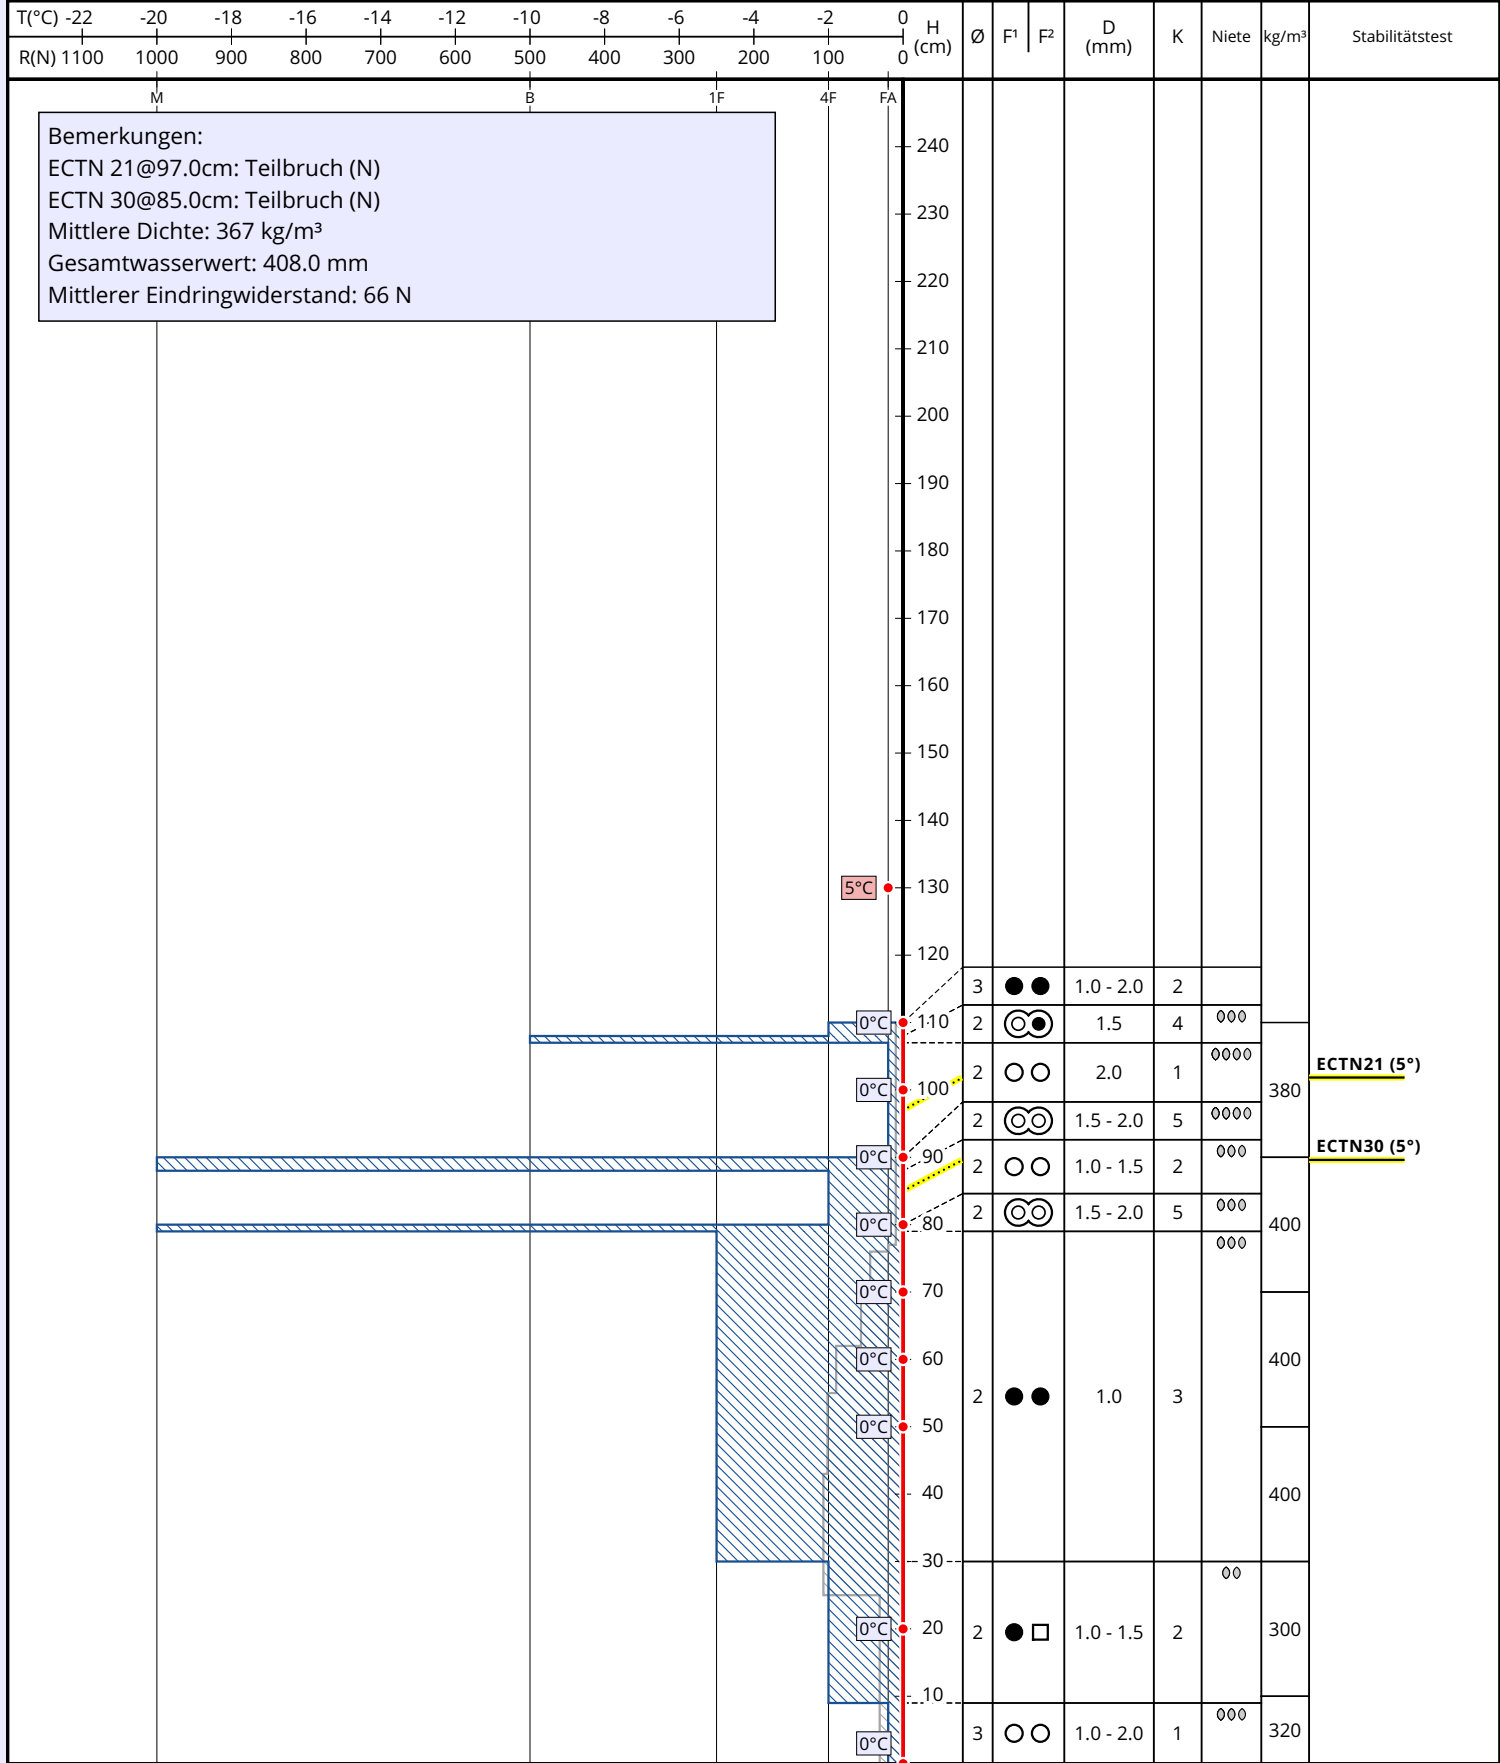 T(°C) -22 -20 -18 -16 -14 -12 -10 -8 -6 -4 -2 0
R(N) 1100 1000 900 800 700 600 500 400 300 200 100 0
H (cm) Ø F¹ F² D (mm) K Niete kg/m³ Stabilitätstest
M B 1F 4F FA
Bemerkungen:
ECTN 21@97.0cm: Teilbruch (N)
ECTN 30@85.0cm: Teilbruch (N)
Mittlere Dichte: 367 kg/m³
Gesamtwasserwert: 408.0 mm
Mittlerer Eindringwiderstand: 66 N
240
230
220
210
200
190
180
170
160
150
140
5°C 130
120
3 1.0 - 2.0 2
0°C 110 2 1.5 4
ECTN21 (5°)
2 2.0 1
0°C 100 380
2 1.5 - 2.0 5
ECTN30 (5°)
0°C 90
2 1.0 - 1.5 2
2 1.5 - 2.0 5
0°C 80 400
0°C 70
0°C 60 400
2 1.0 3
0°C 50
40 400
30
0°C 20 2 1.0 - 1.5 2 300
10
3 1.0 - 2.0 1 320
0°C